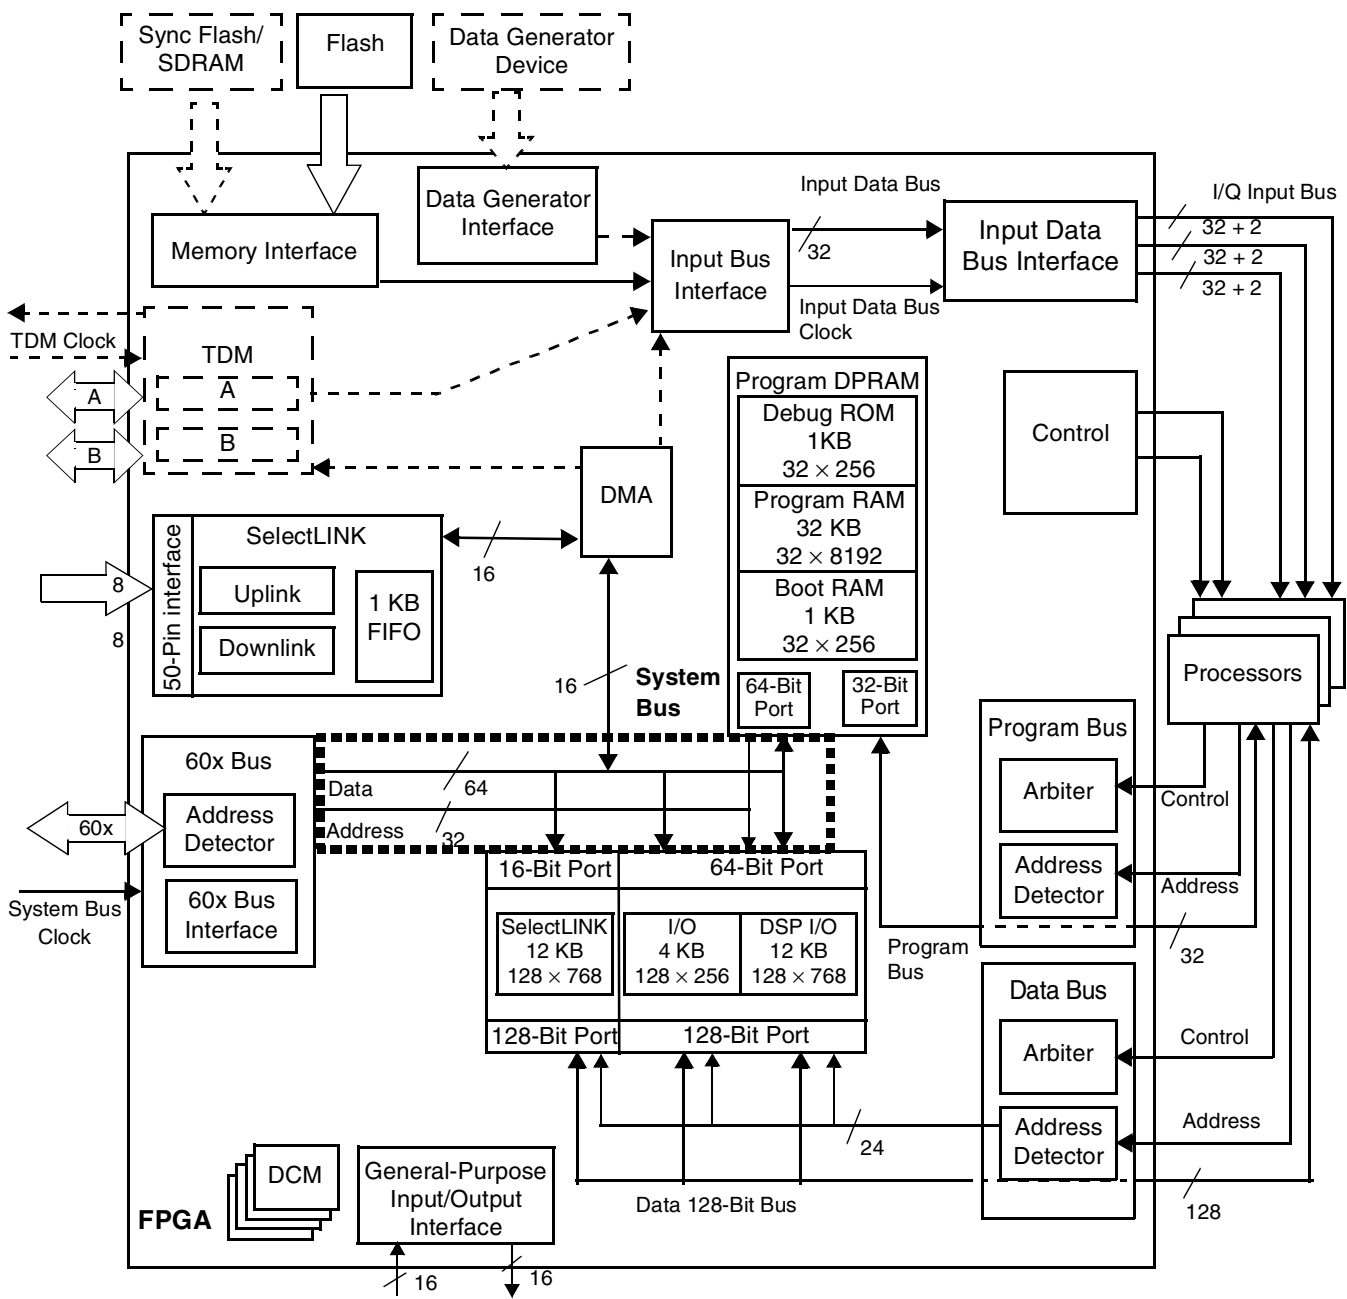 Sync Flash/
SDRAM
Flash
Data Generator
Device
Data Generator
Interface
Memory Interface
Input Bus
Interface
Input Data Bus
32
Input Data Bus
Clock
Input Data
Bus Interface
I/Q Input Bus
32 + 2
32 + 2
32 + 2
TDM Clock
TDM
A
B
A
B
DMA
Program DPRAM
Debug ROM
1KB
32 × 256
Program RAM
32 KB
32 × 8192
Boot RAM
1 KB
32 × 256
64-Bit
Port
32-Bit
Port
Control
50-Pin interface
SelectLINK
Uplink
Downlink
1 KB
FIFO
16
8
8
16
System
Bus
Processors
Program Bus
Arbiter
Address
Detector
Control
Address
32
Program
Bus
60x Bus
Address
Detector
60x Bus
Interface
60x
System Bus
Clock
Data
64
Address
32
16-Bit Port
64-Bit Port
SelectLINK
12 KB
128 × 768
I/O
4 KB
128 × 256
DSP I/O
12 KB
128 × 768
128-Bit Port
128-Bit Port
Data Bus
Arbiter
Address
Detector
Control
Address
24
128
Data 128-Bit Bus
FPGA
DCM
General-Purpose
Input/Output
Interface
16
16